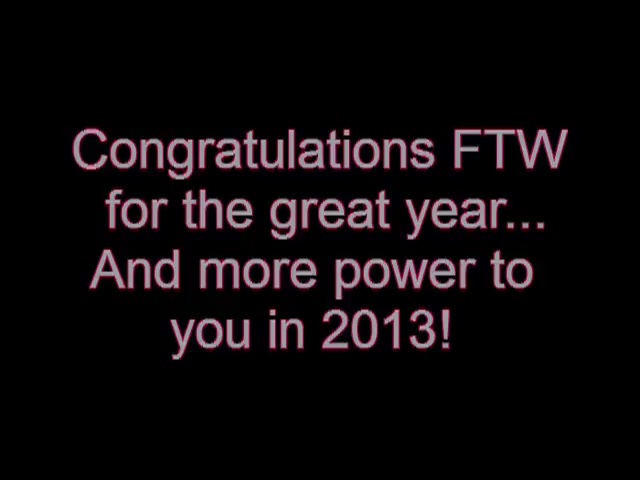 Congratulations FTW
for the great year...
And more power to
you in 2013!